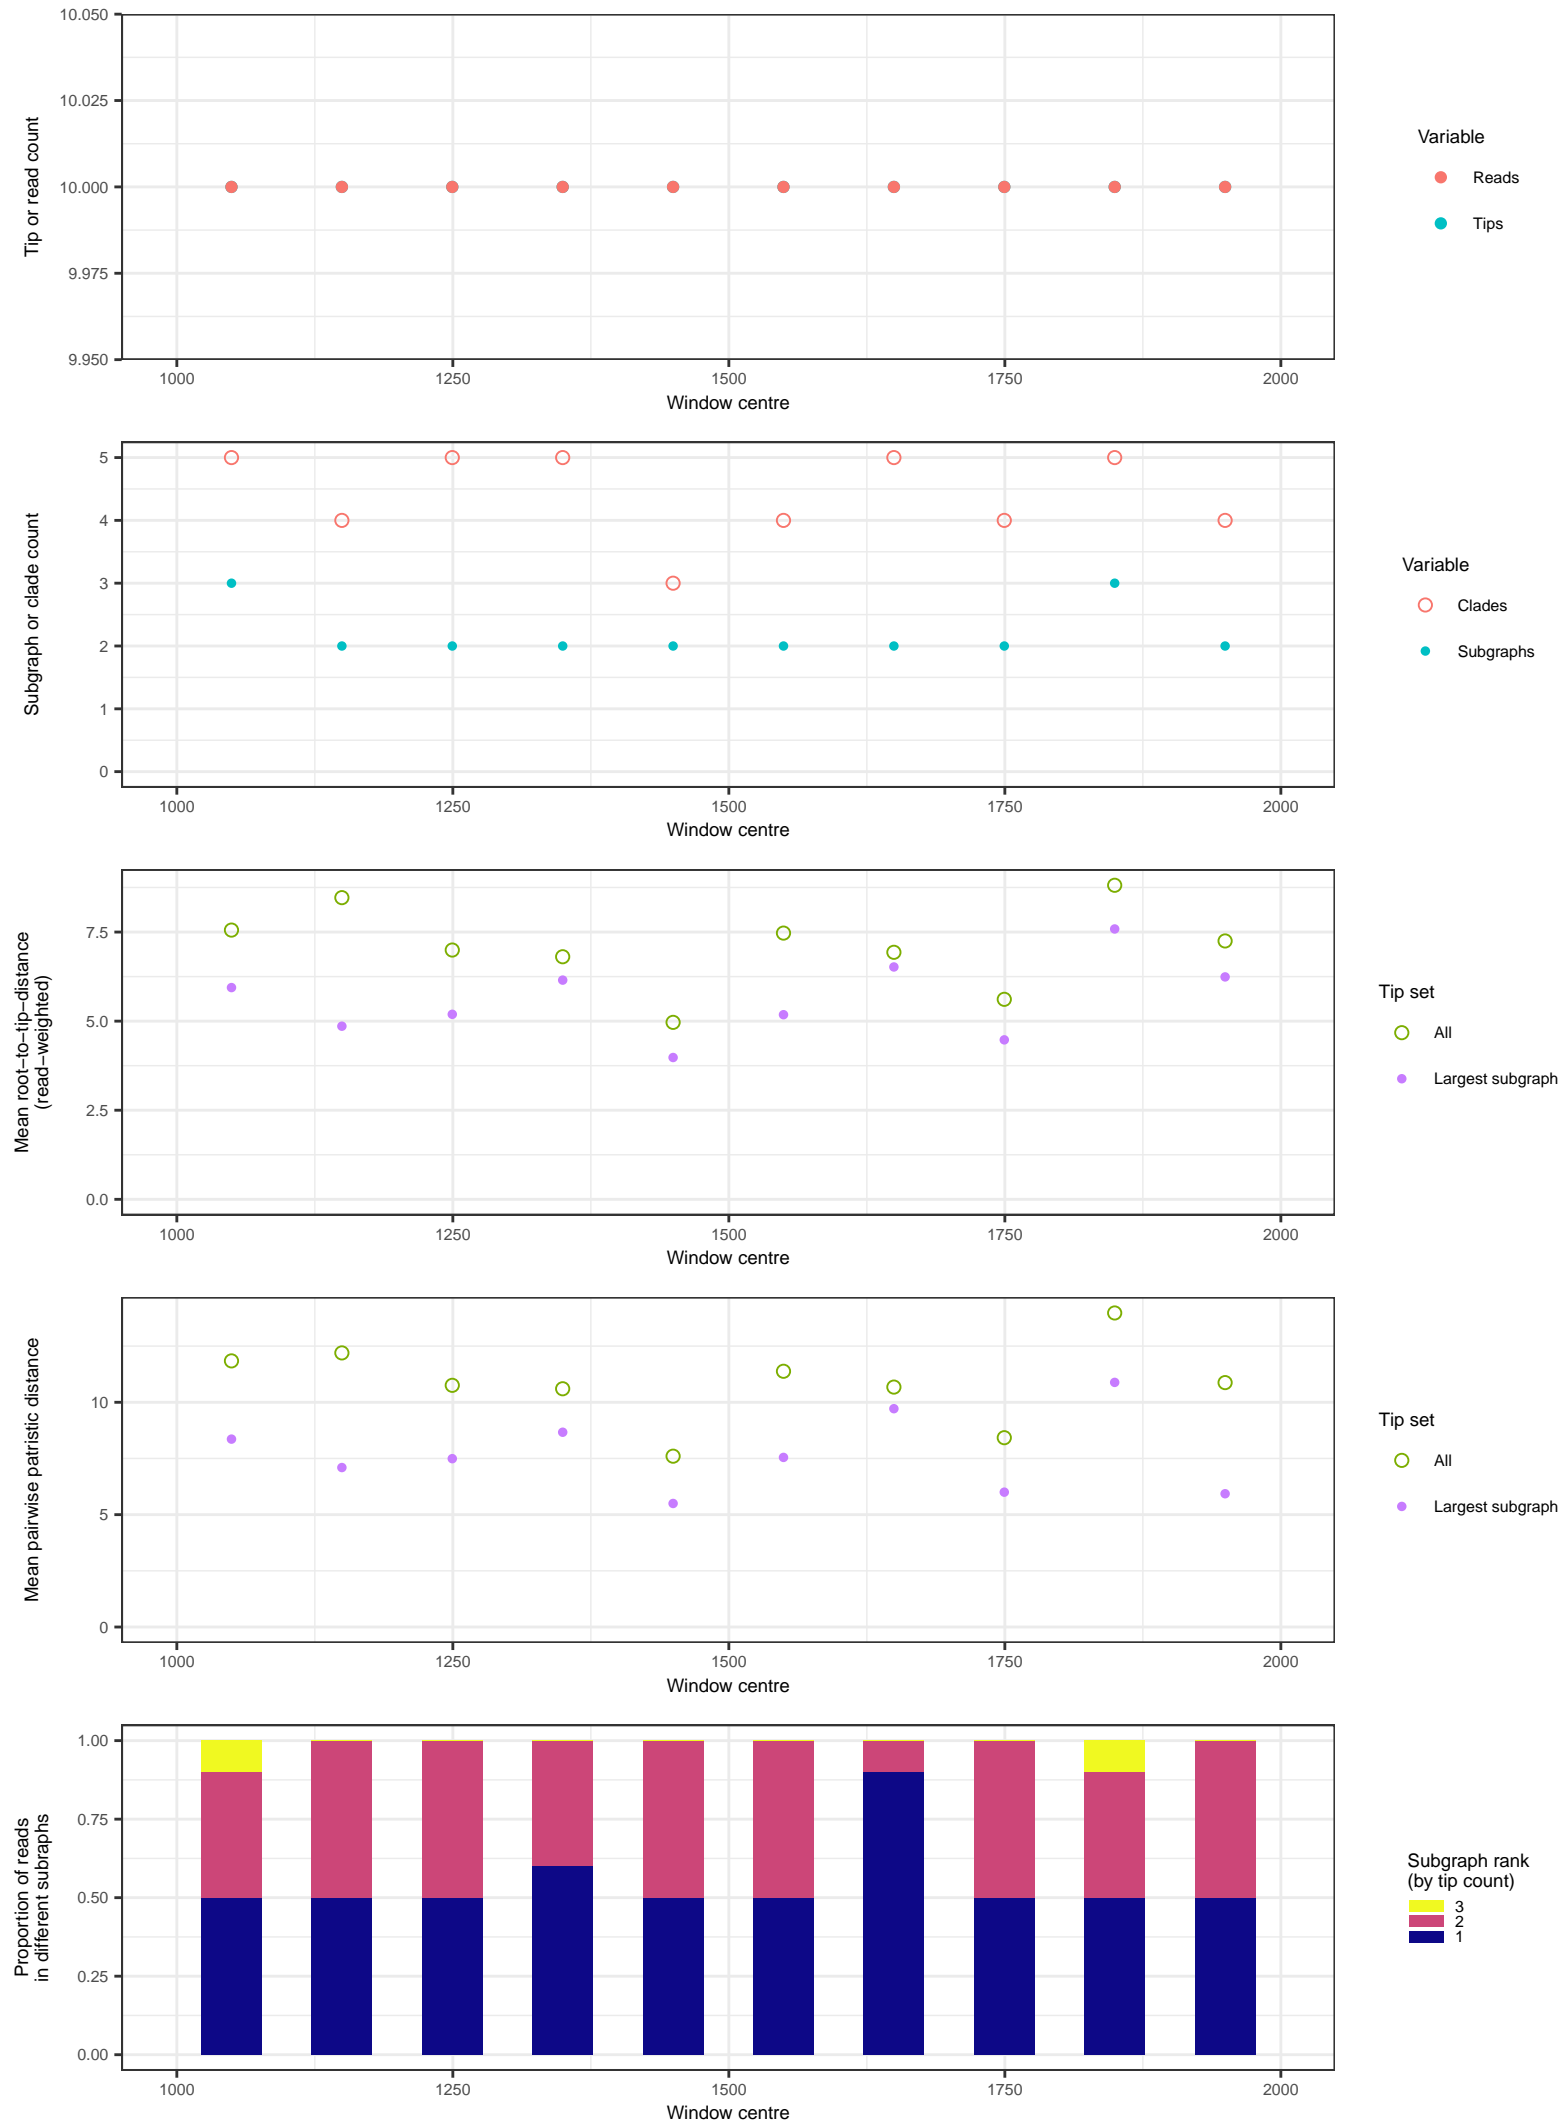 10.050
10.025
10.000
9.975
9.950
Tip or read count
1000 1250 1500 1750 2000
Window centre
Variable
Reads
Tips
5
4
3
2
1
0
Subgraph or clade count
1000 1250 1500 1750 2000
Window centre
Variable
Clades
Subgraphs
7.5
5.0
2.5
0.0
Mean root−to−tip−distance
(read−weighted)
1000 1250 1500 1750 2000
Window centre
Tip set
All
Largest subgraph
10
5
0
Mean pairwise patristic distance
1000 1250 1500 1750 2000
Window centre
Tip set
All
Largest subgraph
1.00
0.75
0.50
0.25
0.00
Proportion of reads
in different subraphs
1000 1250 1500 1750 2000
Window centre
Subgraph rank
(by tip count)
3
2
1